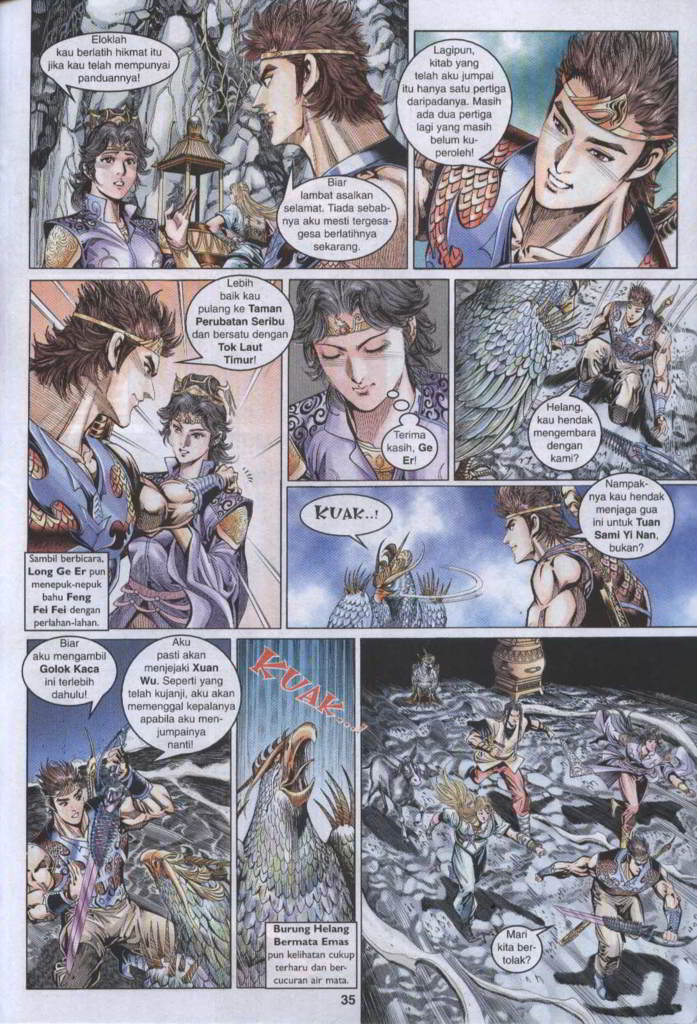 Eloklah
kau berlatih hikmat itu
jika kau telah mempunyai
panduannya!
Biar
lambat asalkan
selamat. Tiada sebab-
nya aku mesti tergesa-
gesa berlatihnya
sekarang.
Lagipun,
kitab yang
telah aku jumpai
itu hanya satu pertiga
daripadanya. Masih
ada dua pertiga
lagi yang masih
belum ku-
peroleh!
Lebih
baik kau
pulang ke Taman
Perubatan Seribu
dan bersatu dengan
Tok Laut
Timur!
Sambil berbicara,
Long Ge Er pun
menepuk-nepuk
bahu Feng
Fei Fei dengan
perlahan-lahan.
Terima
kasih, Ge
Er!
Helang,
kau hendak
mengembara
dengan
kami?
KUAK..!
Nampak-
nya kau hendak
menjaga gua
ini untuk Tuan
Sami Yi Nan,
bukan?
Biar
aku mengambil
Golok Kaca
ini terlebih
dahulu!
Aku
pasti akan
menjejaki Xuan
Wu. Seperti yang
telah kujanji, aku akan
memenggal kepalanya
apabila aku men-
jumpainya
nanti!
KUAK...!
Burung Helang
Bermata Emas
pun kelihatan cukup
terharu dan ber-
cucuran air mata.
Mari
kita ber-
tolak?
35